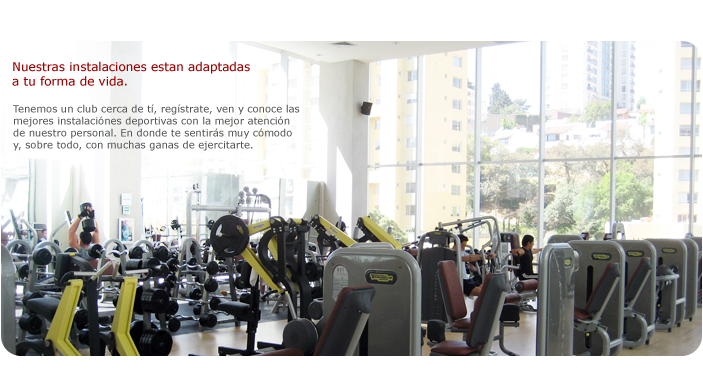 Nuestras instalaciones estan adaptadas
a tu forma de vida.
Tenemos un club cerca de tí, regístrate, ven y conoce las
mejores instalaciónes deportivas con la mejor atención
de nuestro personal. En donde te sentirás muy cómodo
y, sobre todo, con muchas ganas de ejercitarte.